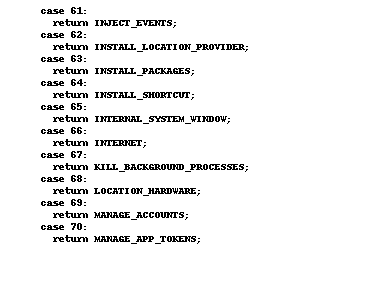 case 61:
return INJECT_EVENTS;
case 62:
return INSTALL_LOCATION_PROVIDER;
case 63:
return INSTALL_PACKAGES;
case 64:
return INSTALL_SHORTCUT;
case 65:
return INTERNAL_SYSTEM_WINDOW;
case 66:
return INTERNET;
case 67:
return KILL_BACKGROUND_PROCESSES;
case 68:
return LOCATION_HARDWARE;
case 69:
return MANAGE_ACCOUNTS;
case 70:
return MANAGE_APP_TOKENS;